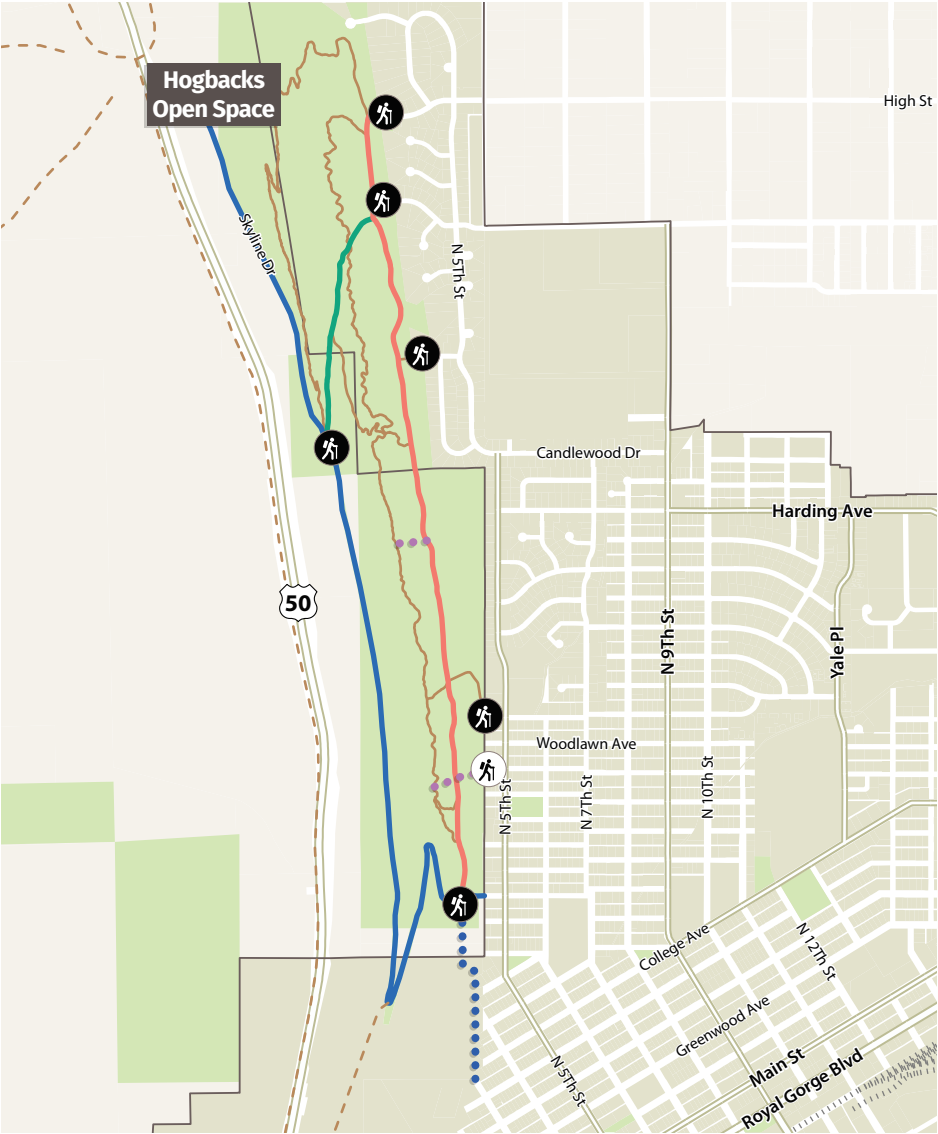 Hogbacks
Open Space
High St
Skyline Dr
N 5Th St
Candlewood Dr
Harding Ave
50
N 9Th St
Yale Pl
Woodlawn Ave
N 5Th St
N 7Th St
N 10Th St
College Ave
N 12Th St
Greenwood Ave
N 5Th St
Main St
Royal Gorge Blvd